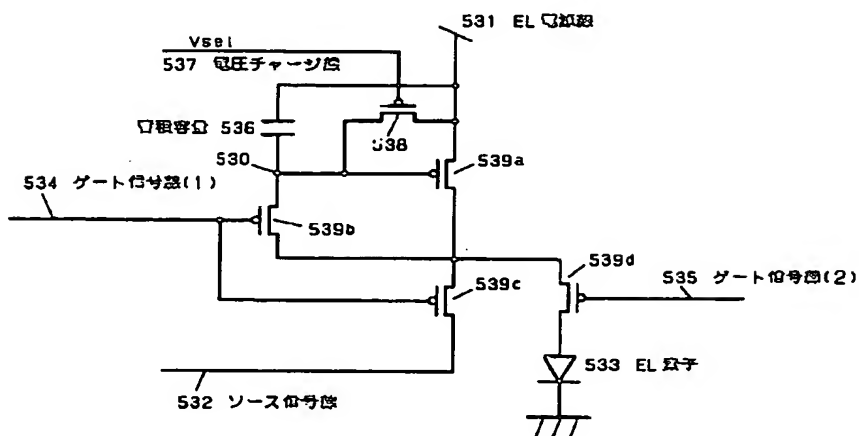 531 EL 電源線
Vsel
537 電圧チャージ線
蓄積容量 536
538
530
539a
534 ゲート信号線(1)
539b
539d
539c
535 ゲート信号線(2)
533 EL 素子
532 ソース信号線